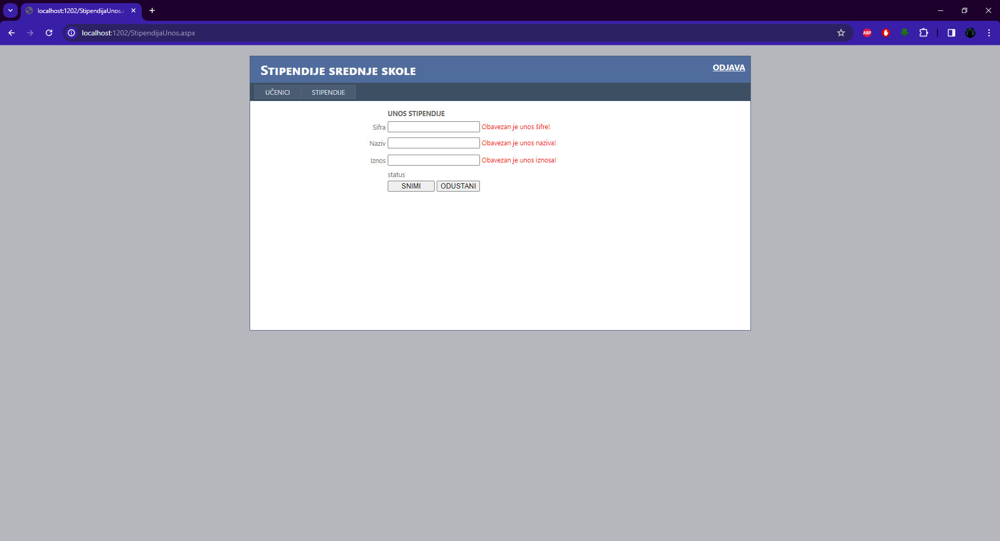 localhost:1202/StipendijaUnos.a
localhost:1202/StipendijaUnos.aspx
ABP
Stipendije srednje skole
ODJAVA
UČENICI STIPENDIJE
UNOS STIPENDIJE
Sifra Obavezan je unos šifre!
Naziv Obavezan je unos naziva!
Iznos Obavezan je unos iznosa!
status
SNIMI ODUSTANI